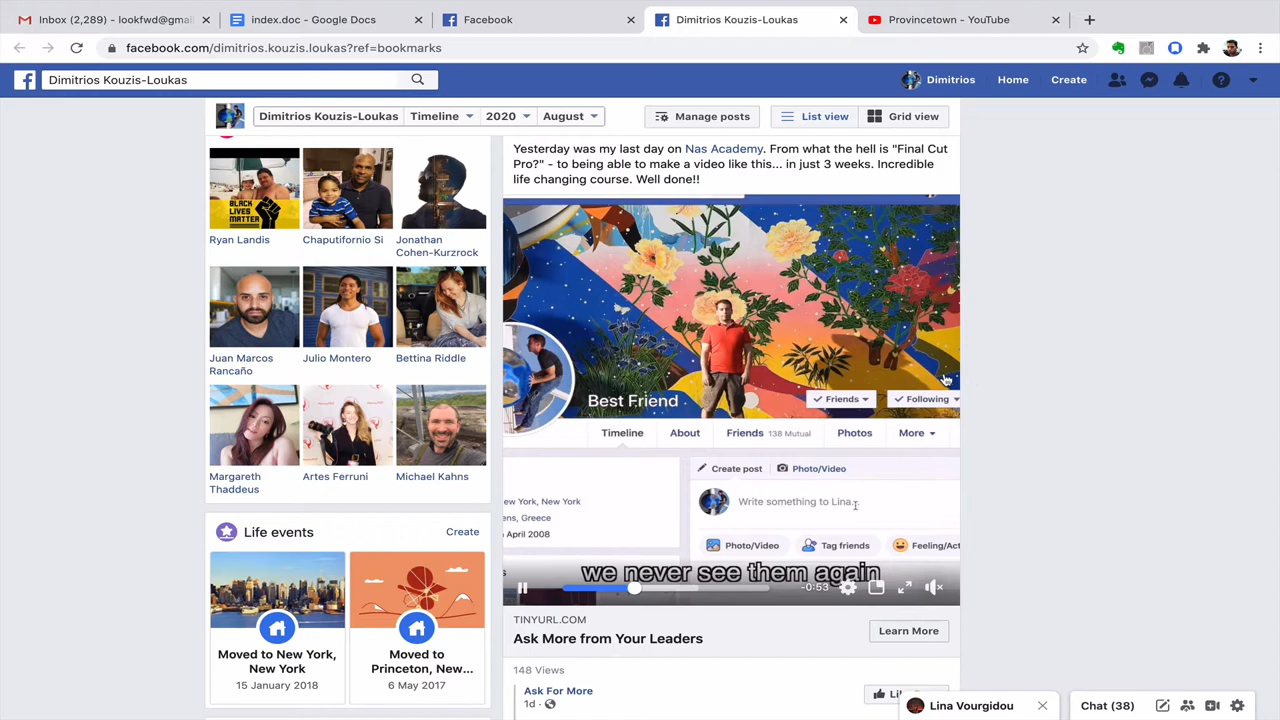 Inbox (2,289) – lookfwd@gmai
index.doc - Google Docs
Facebook
Dimitrios Kouzis-Loukas
Provincetown - YouTube
facebook.com/dimitrios.kouzis.loukas?ref=bookmarks
Dimitrios Kouzis-Loukas
Dimitrios
Home
Create
Dimitrios Kouzis-Loukas
Timeline
2020
August
Manage posts
List view
Grid view
BLACK
LIVES
MATTER
Ryan Landis
Chaputifornio Si
Jonathan
Cohen-Kurzrock
Juan Marcos
Rancaño
Julio Montero
Bettina Riddle
Margareth
Thaddeus
Artes Ferruni
Michael Kahns
Life events
Create
Moved to New York,
New York
15 January 2018
Moved to
Princeton, New...
6 May 2017
Yesterday was my last day on Nas Academy. From what the hell is "Final Cut
Pro?" - to being able to make a video like this... in just 3 weeks. Incredible
life changing course. Well done!!
Best Friend
Friends
Following
Timeline
About
Friends 138 Mutual
Photos
More
Create post
Photo/Video
ew York, New York
ens, Greece
April 2008
Write something to Lina...
Photo/Video
Tag friends
Feeling/Act
we never see them again
-0:53
TINYURL.COM
Ask More from Your Leaders
Learn More
148 Views
Ask For More
1d
Lina Vourgidou
Chat (38)